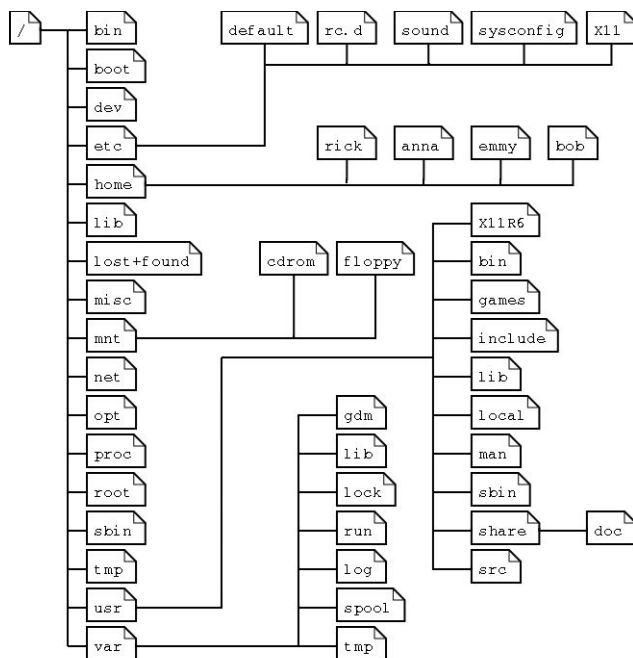 / bin default rc.d sound sysconfig X11
boot
dev
etc rick anna emmy bob
home
lib X11R6
lost+found cdrom floppy bin
misc games
mnt include
net lib
opt gdm local
proc lib man
root lock sbin
sbin run share doc
tmp log src
usr spool
var tmp